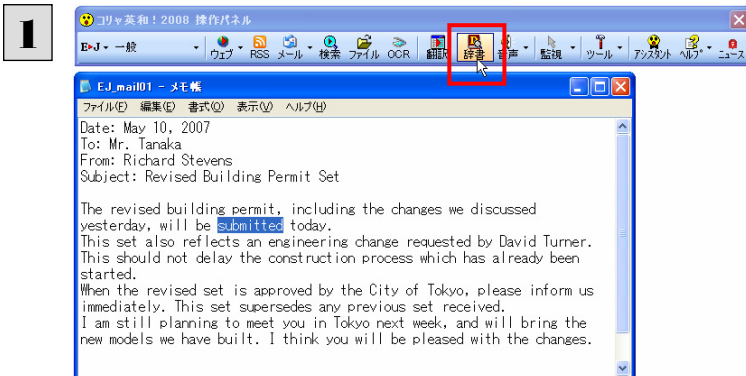 1
コリャ英和！2008 操作パネル
E▸J - 一般 ウェブ RSS メール 検索 ファイル OCR 翻訳 辞書 音声 監視 ツール アシスタント ヘルプ ニュース
EJ_mail01 - メモ帳
ファイル(F) 編集(E) 書式(O) 表示(V) ヘルプ(H)
Date: May 10, 2007
To: Mr. Tanaka
From: Richard Stevens
Subject: Revised Building Permit Set
The revised building permit, including the changes we discussed
yesterday, will be submitted today.
This set also reflects an engineering change requested by David Turner.
This should not delay the construction process which has already been
started.
When the revised set is approved by the City of Tokyo, please inform us
immediately. This set supersedes any previous set received.
I am still planning to meet you in Tokyo next week, and will bring the
new models we have built. I think you will be pleased with the changes.